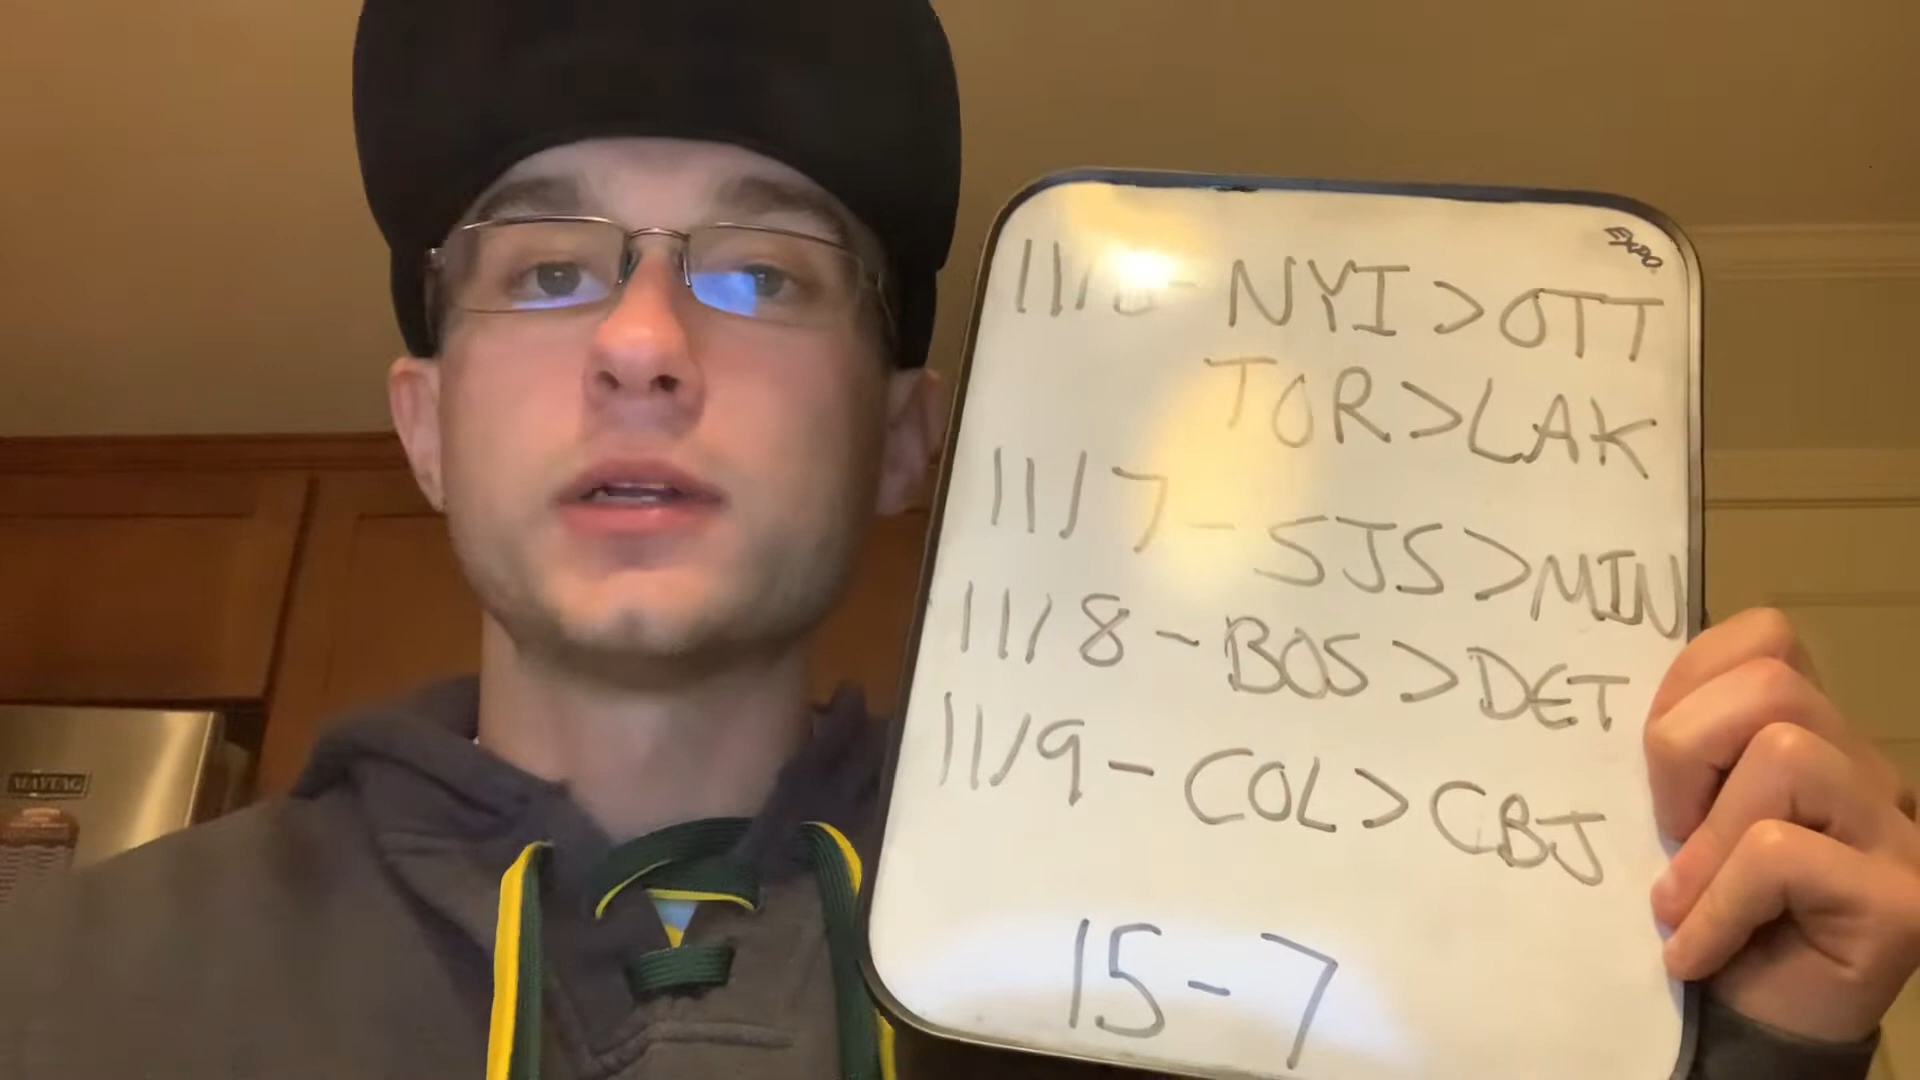 EXPO
NYI > OTT
TOR > LAK
11/7 - SJS > MIN
11/8 - BOS > DET
11/9 - COL > CBJ
15-7
MAYTAG